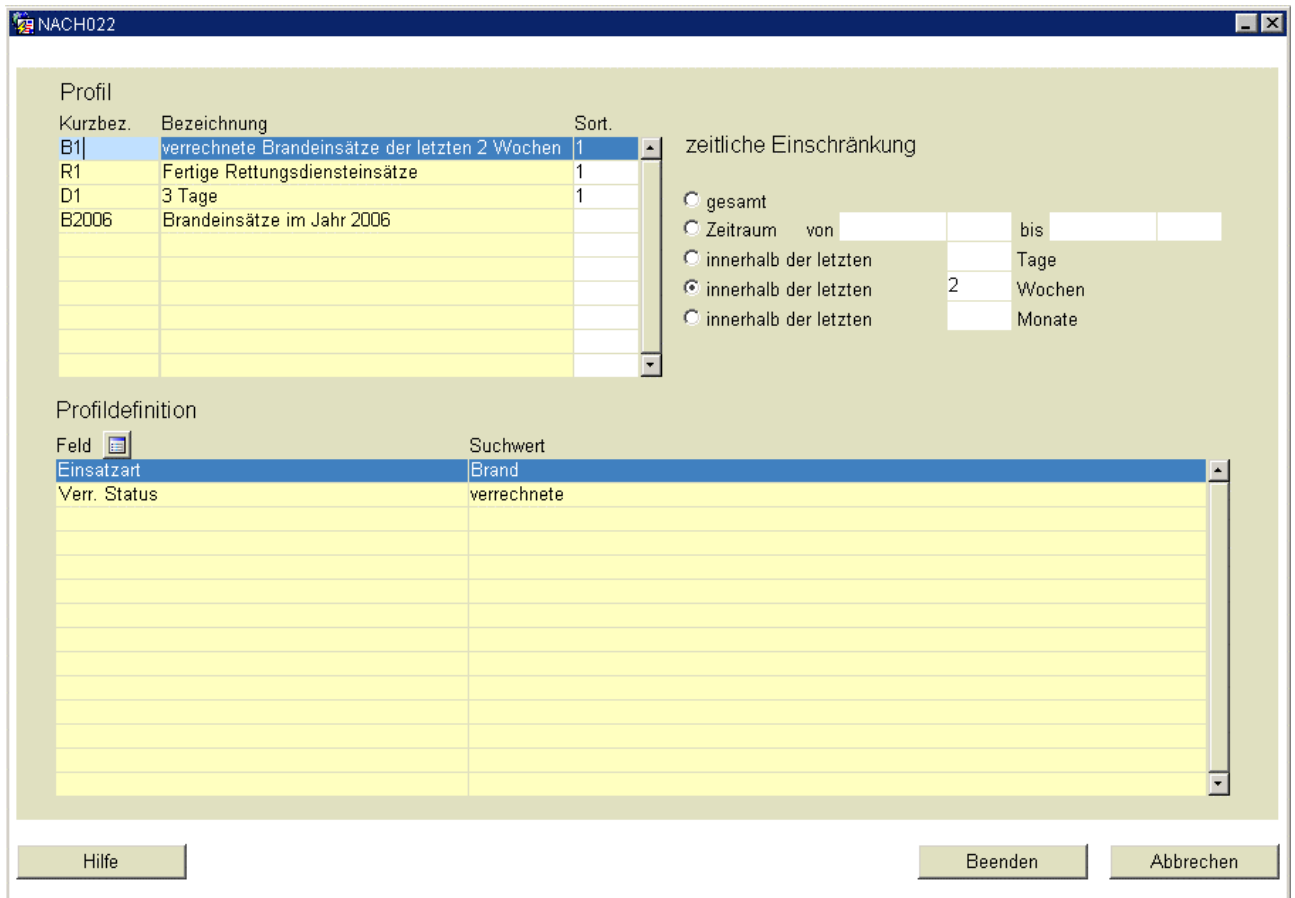 NACH022
Profil
Kurzbez. Bezeichnung Sort.
B1 verrechnete Brandeinsätze der letzten 2 Wochen 1
R1 Fertige Rettungsdiensteinsätze 1
D1 3 Tage 1
B2006 Brandeinsätze im Jahr 2006
zeitliche Einschränkung
gesamt
Zeitraum von bis
innerhalb der letzten Tage
innerhalb der letzten 2 Wochen
innerhalb der letzten Monate
Profildefinition
Feld Suchwert
Einsatzart Brand
Verr. Status verrechnete
Hilfe Beenden Abbrechen